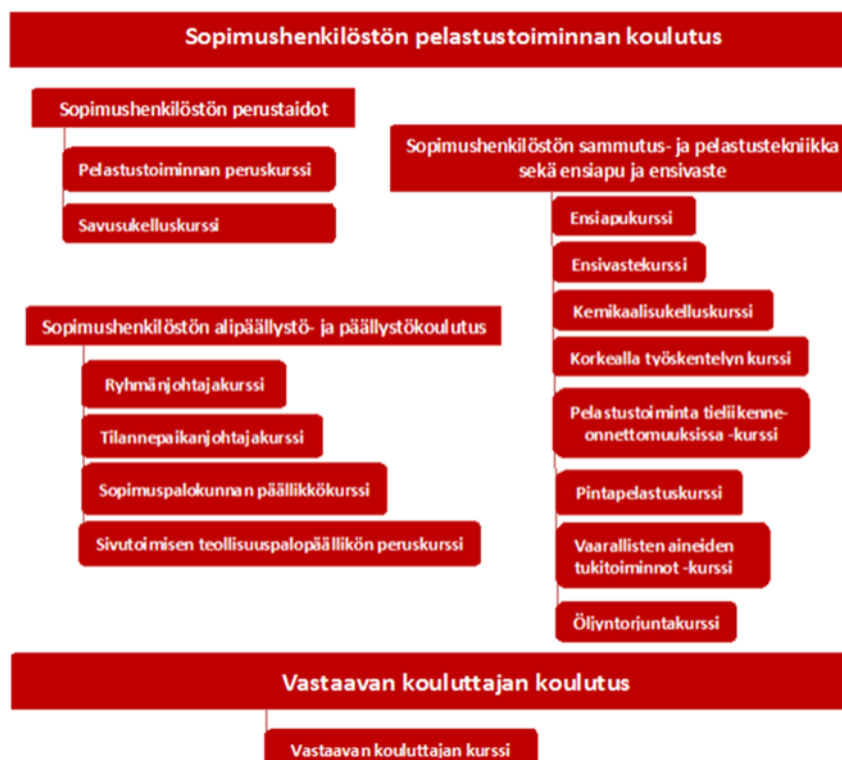 Sopimushenkilöstön pelastustoiminnan koulutus
Sopimushenkilöstön perustaidot
Pelastustoiminnan peruskurssi
Savusukelluskurssi
Sopimushenkilöstön alipäällystö- ja päällystökoulutus
Ryhmänjohtajakurssi
Tilannepaikanjohtajakurssi
Sopimuspalokunnan päällikkökurssi
Sivutoimisen teollisuuspalopäällikön peruskurssi
Sopimushenkilöstön sammutus- ja pelastustekniikka
sekä ensiapu ja ensivaste
Ensiapukurssi
Ensivastekurssi
Kemikaalisukelluskurssi
Korkealla työskentelyn kurssi
Pelastustoiminta tieliikenne-
onnettomuuksissa -kurssi
Pintapelastuskurssi
Vaarallisten aineiden
tukitoiminnot -kurssi
Öljyntorjuntakurssi
Vastaavan kouluttajan koulutus
Vastaavan kouluttajan kurssi